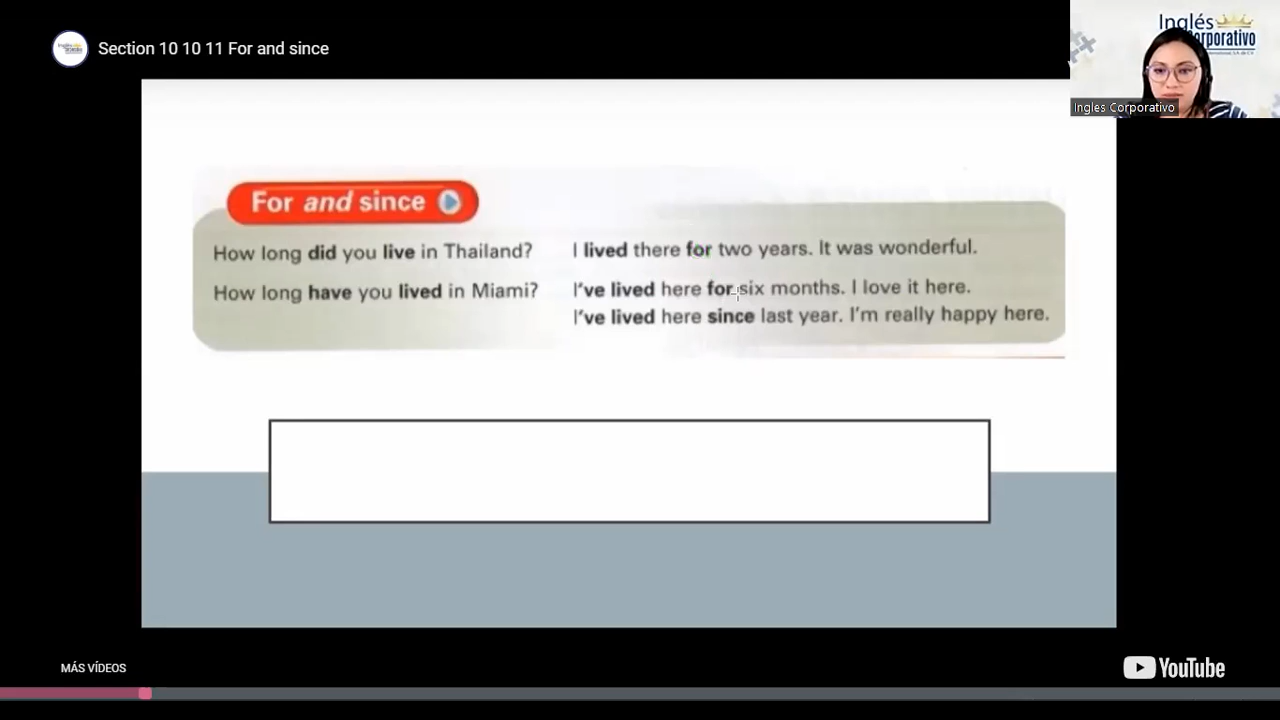 Section 10 10 11 For and since
Inglés
Corporativo
Ingles Corporativo
For and since
How long did you live in Thailand? I lived there for two years. It was wonderful.
How long have you lived in Miami? I've lived here for six months. I love it here.
I've lived here since last year. I'm really happy here.
MÁS VÍDEOS
YouTube